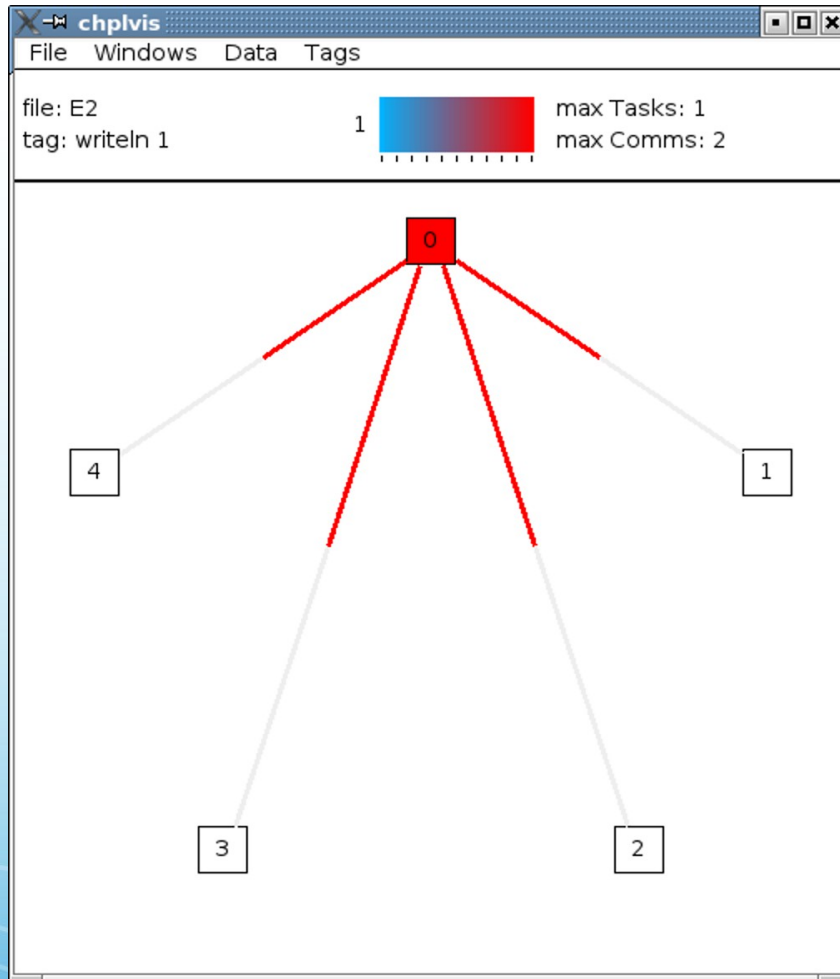 chplvis
File Windows Data Tags
file: E2
tag: writeln 1
1
max Tasks: 1
max Comms: 2
0
4
1
3
2